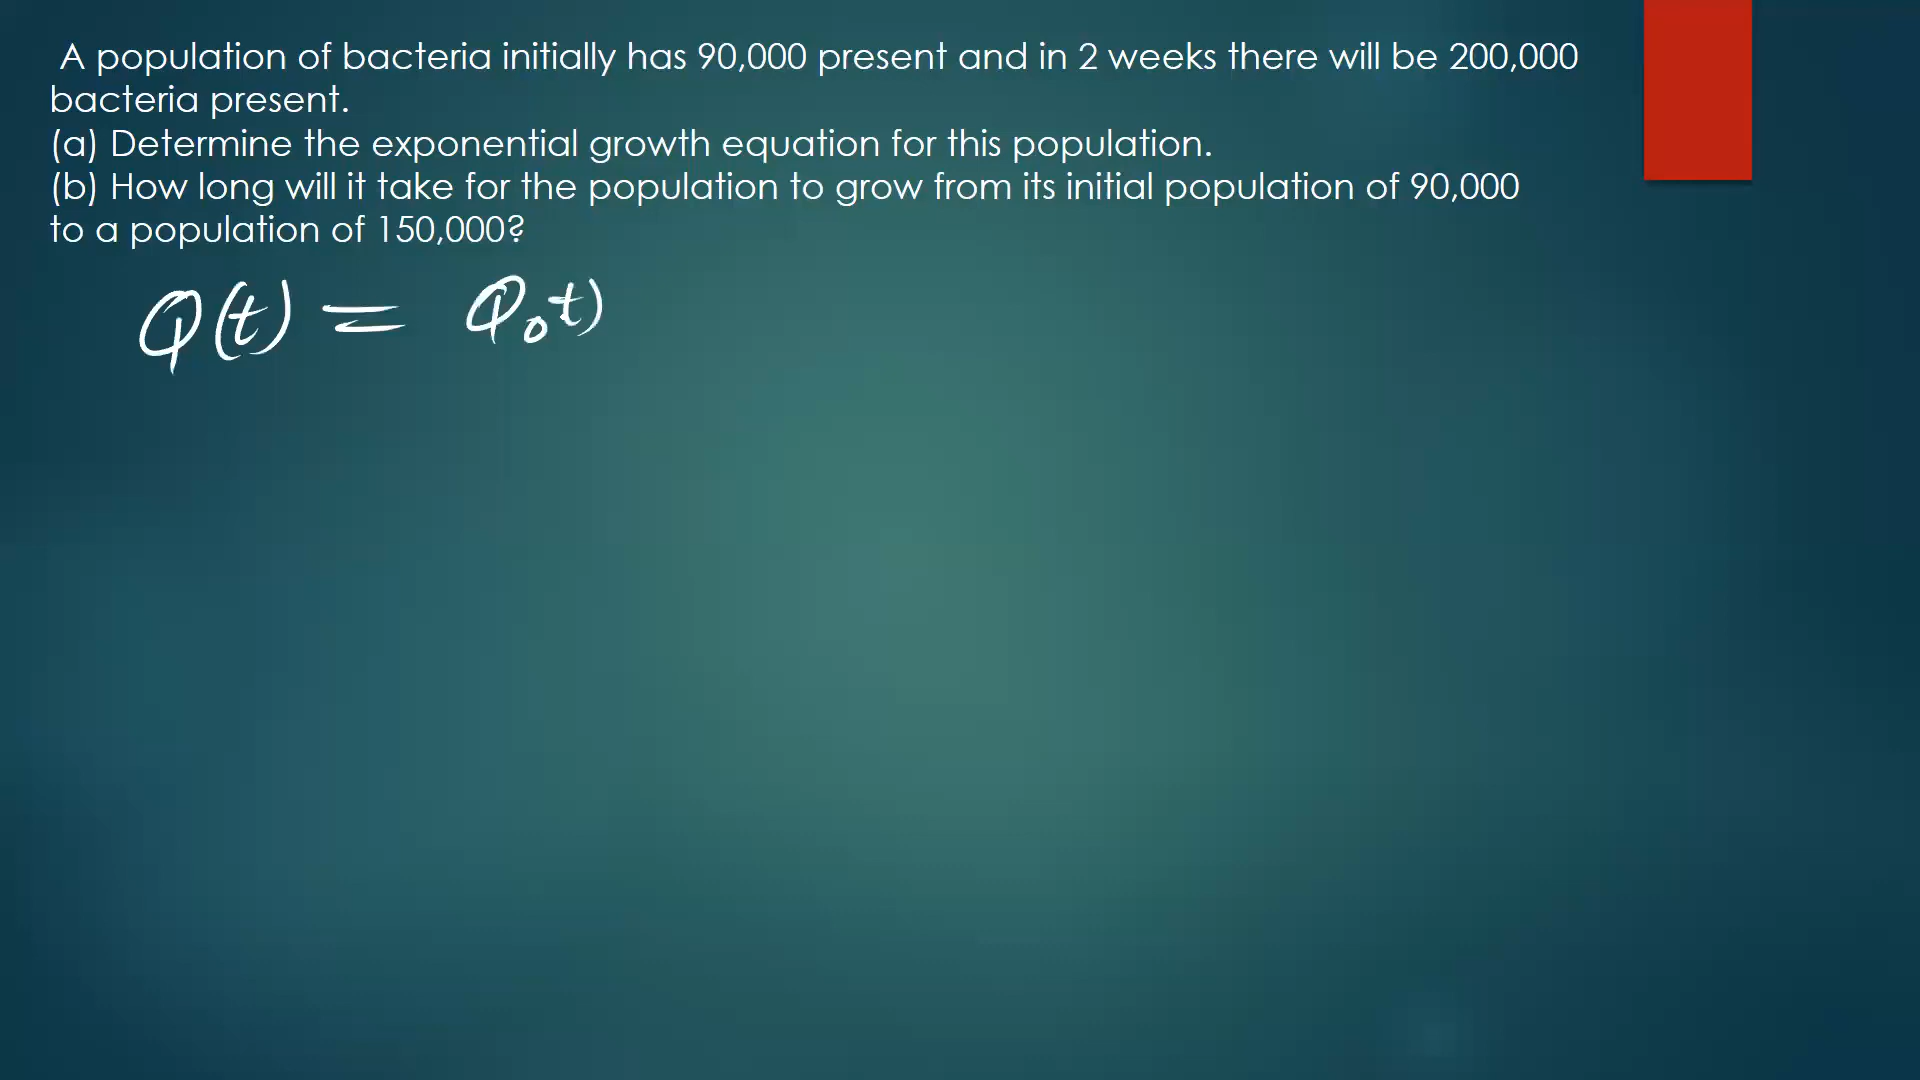 A population of bacteria initially has 90,000 present and in 2 weeks there will be 200,000
bacteria present.
(a) Determine the exponential growth equation for this population.
(b) How long will it take for the population to grow from its initial population of 90,000
to a population of 150,000?
Q(t) = Q₀t)